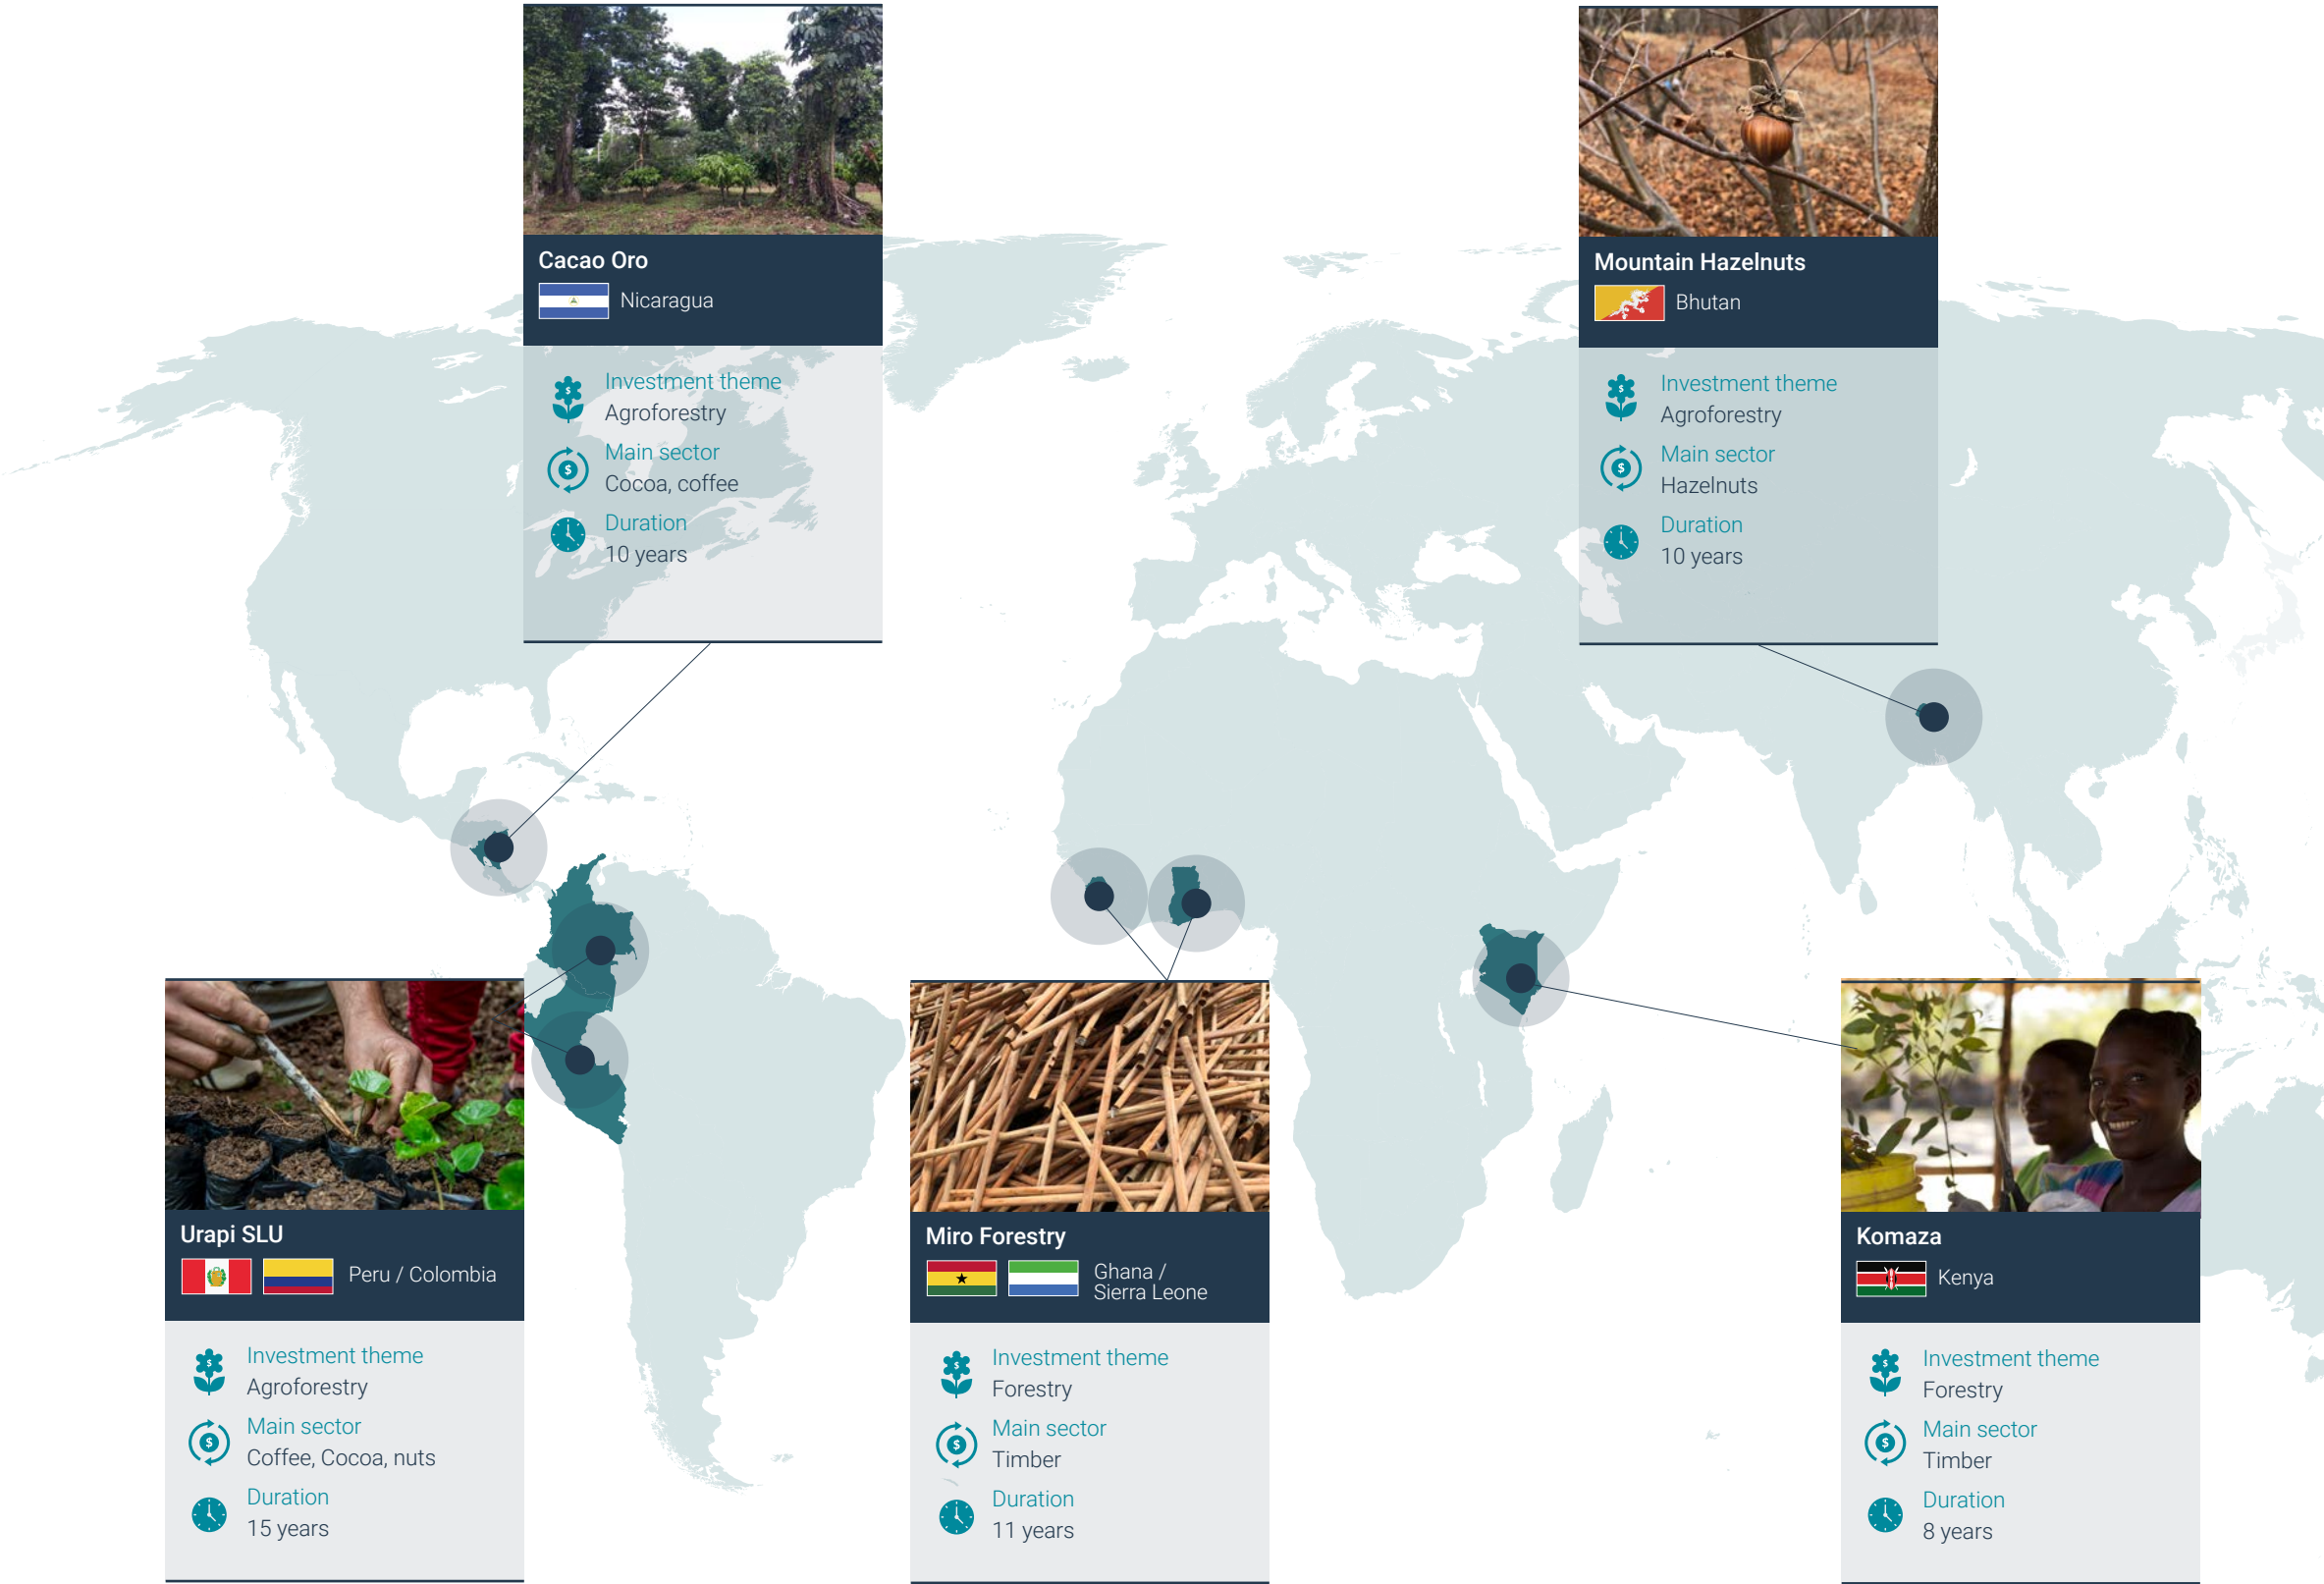 Cacao Oro
Nicaragua
Investment theme
Agroforestry
Main sector
Cocoa, coffee
Duration
10 years
Mountain Hazelnuts
Bhutan
Investment theme
Agroforestry
Main sector
Hazelnuts
Duration
10 years
Urapi SLU
Peru / Colombia
Investment theme
Agroforestry
Main sector
Coffee, Cocoa, nuts
Duration
15 years
Miro Forestry
Ghana /
Sierra Leone
Investment theme
Forestry
Main sector
Timber
Duration
11 years
Komaza
Kenya
Investment theme
Forestry
Main sector
Timber
Duration
8 years